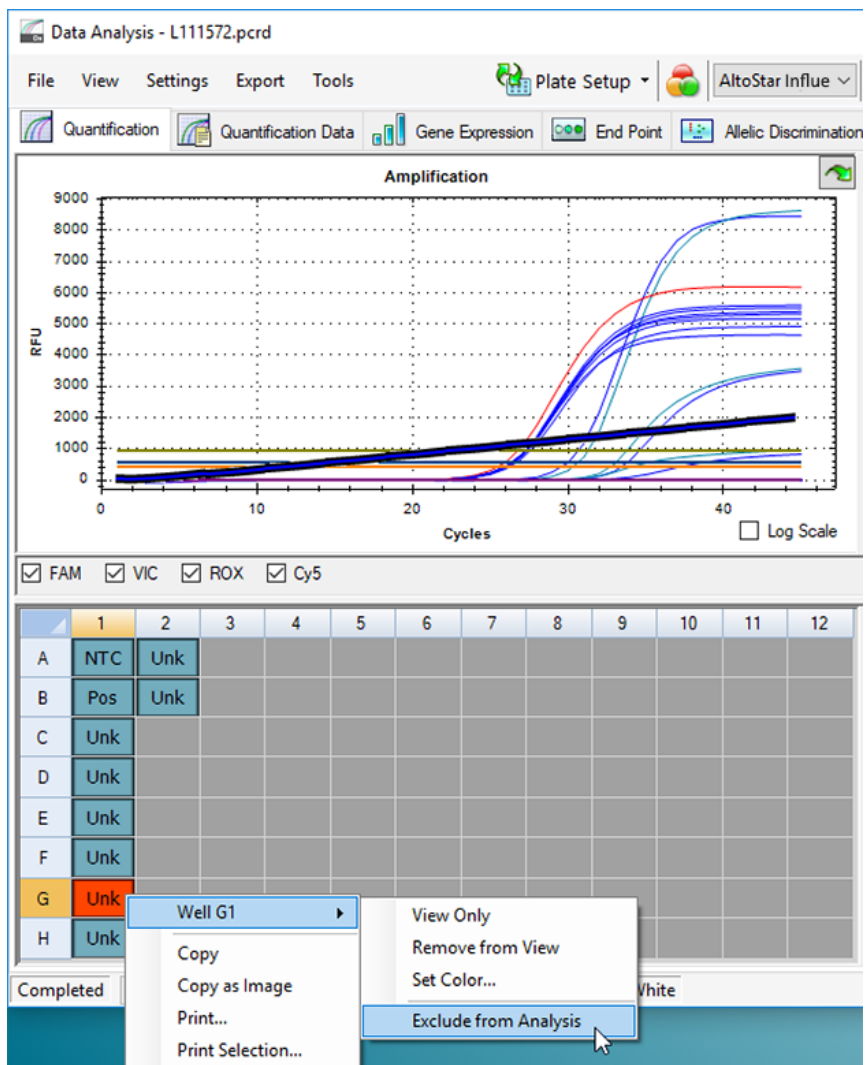 Data Analysis - L111572.pcrd
File View Settings Export Tools Plate Setup AltoStar Influe
Quantification Quantification Data Gene Expression End Point Allelic Discrimination
Amplification
9000
8000
7000
6000
5000
4000
3000
2000
1000
0
RFU
0 10 20 30 40
Cycles
Log Scale
FAM VIC ROX Cy5
1 2 3 4 5 6 7 8 9 10 11 12
A NTC Unk
B Pos Unk
C Unk
D Unk
E Unk
F Unk
G Unk
H Unk
Well G1
Copy
Copy as Image
Print...
Print Selection...
View Only
Remove from View
Set Color...
Exclude from Analysis
Completed